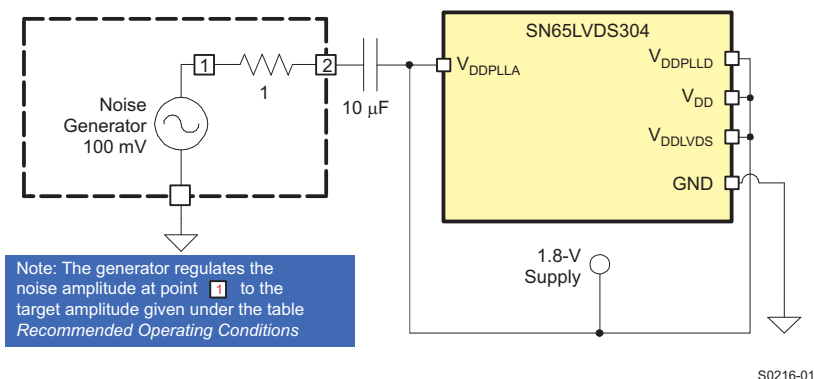 SN65LVDS304
1
2
VDDPLLA
VDDPLLD
1
10 μF
VDD
Noise
Generator
100 mV
VDDLVDS
GND
1.8-V
Supply
Note: The generator regulates the
noise amplitude at point 1 to the
target amplitude given under the table
Recommended Operating Conditions
S0216-01